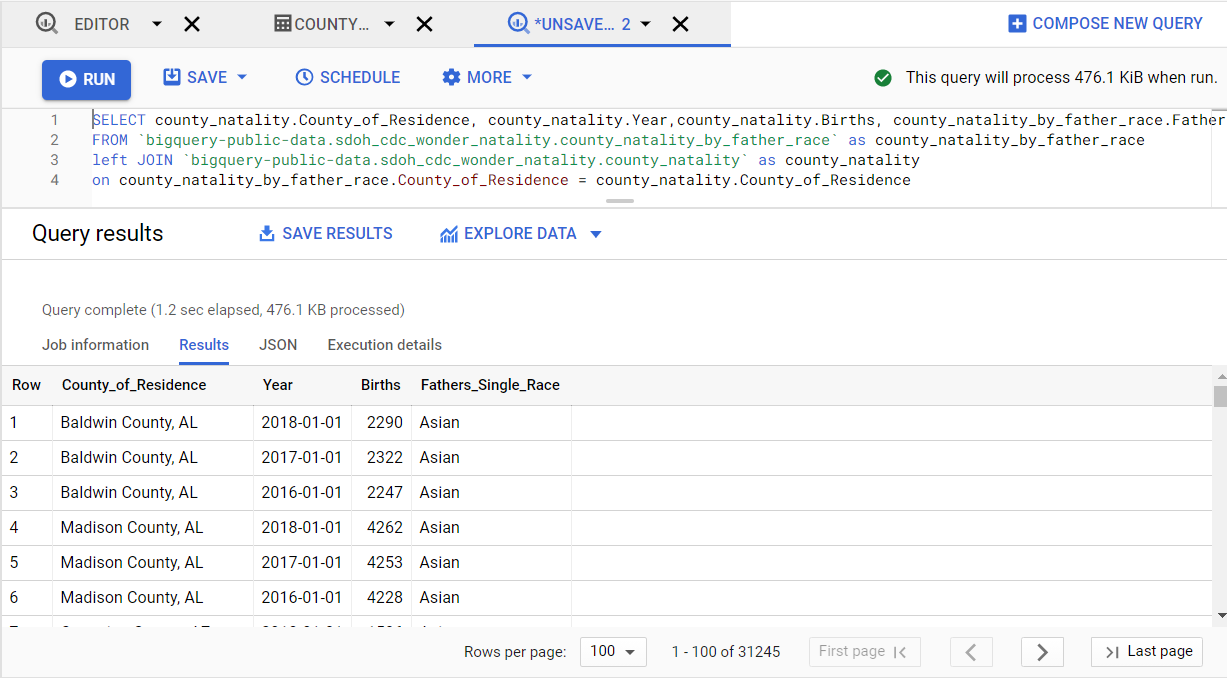 EDITOR COUNTY... *UNSAVE... 2 COMPOSE NEW QUERY
RUN SAVE SCHEDULE MORE This query will process 476.1 KiB when run.
1 SELECT county_natality.County_of_Residence, county_natality.Year,county_natality.Births, county_natality_by_father_race.Father
2 FROM `bigquery-public-data.sdoh_cdc_wonder_natality.county_natality_by_father_race` as county_natality_by_father_race
3 left JOIN `bigquery-public-data.sdoh_cdc_wonder_natality.county_natality` as county_natality
4 on county_natality_by_father_race.County_of_Residence = county_natality.County_of_Residence
Query results SAVE RESULTS EXPLORE DATA
Query complete (1.2 sec elapsed, 476.1 KB processed)
Job information Results JSON Execution details
Row County_of_Residence Year Births Fathers_Single_Race
1 Baldwin County, AL 2018-01-01 2290 Asian
2 Baldwin County, AL 2017-01-01 2322 Asian
3 Baldwin County, AL 2016-01-01 2247 Asian
4 Madison County, AL 2018-01-01 4262 Asian
5 Madison County, AL 2017-01-01 4253 Asian
6 Madison County, AL 2016-01-01 4228 Asian
Rows per page: 100 1 - 100 of 31245 First page Last page